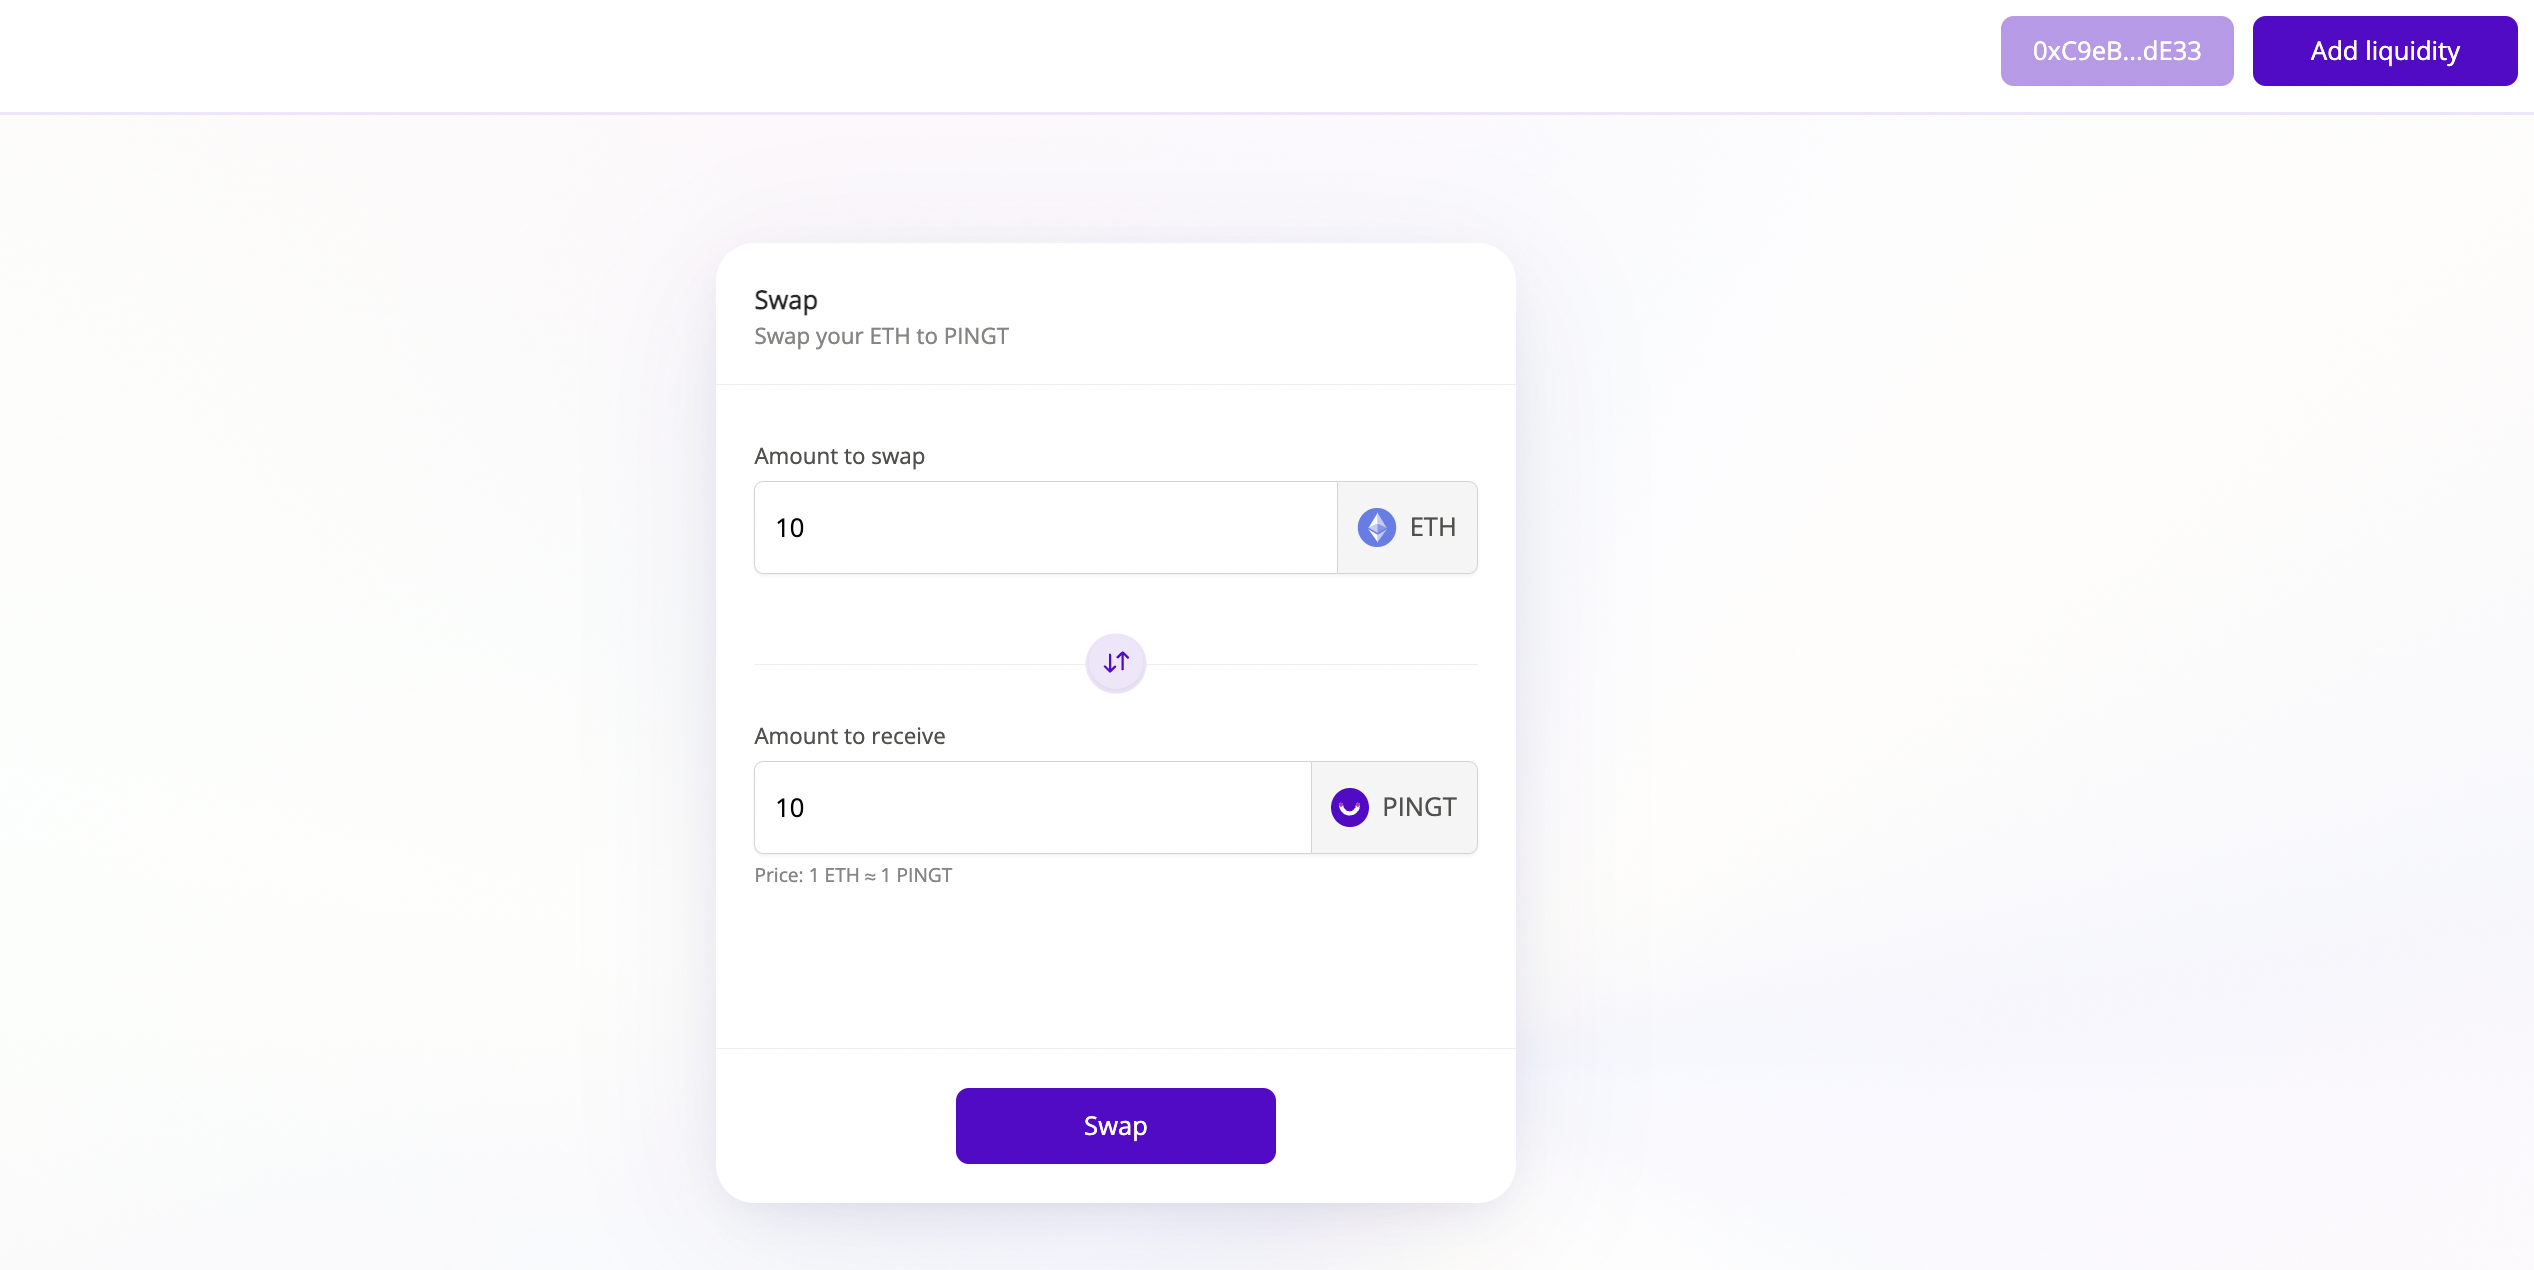 0xC9eB...dE33
Add liquidity
Swap
Swap your ETH to PINGT
Amount to swap
10
ETH
Amount to receive
10
PINGT
Price: 1 ETH ≈ 1 PINGT
Swap